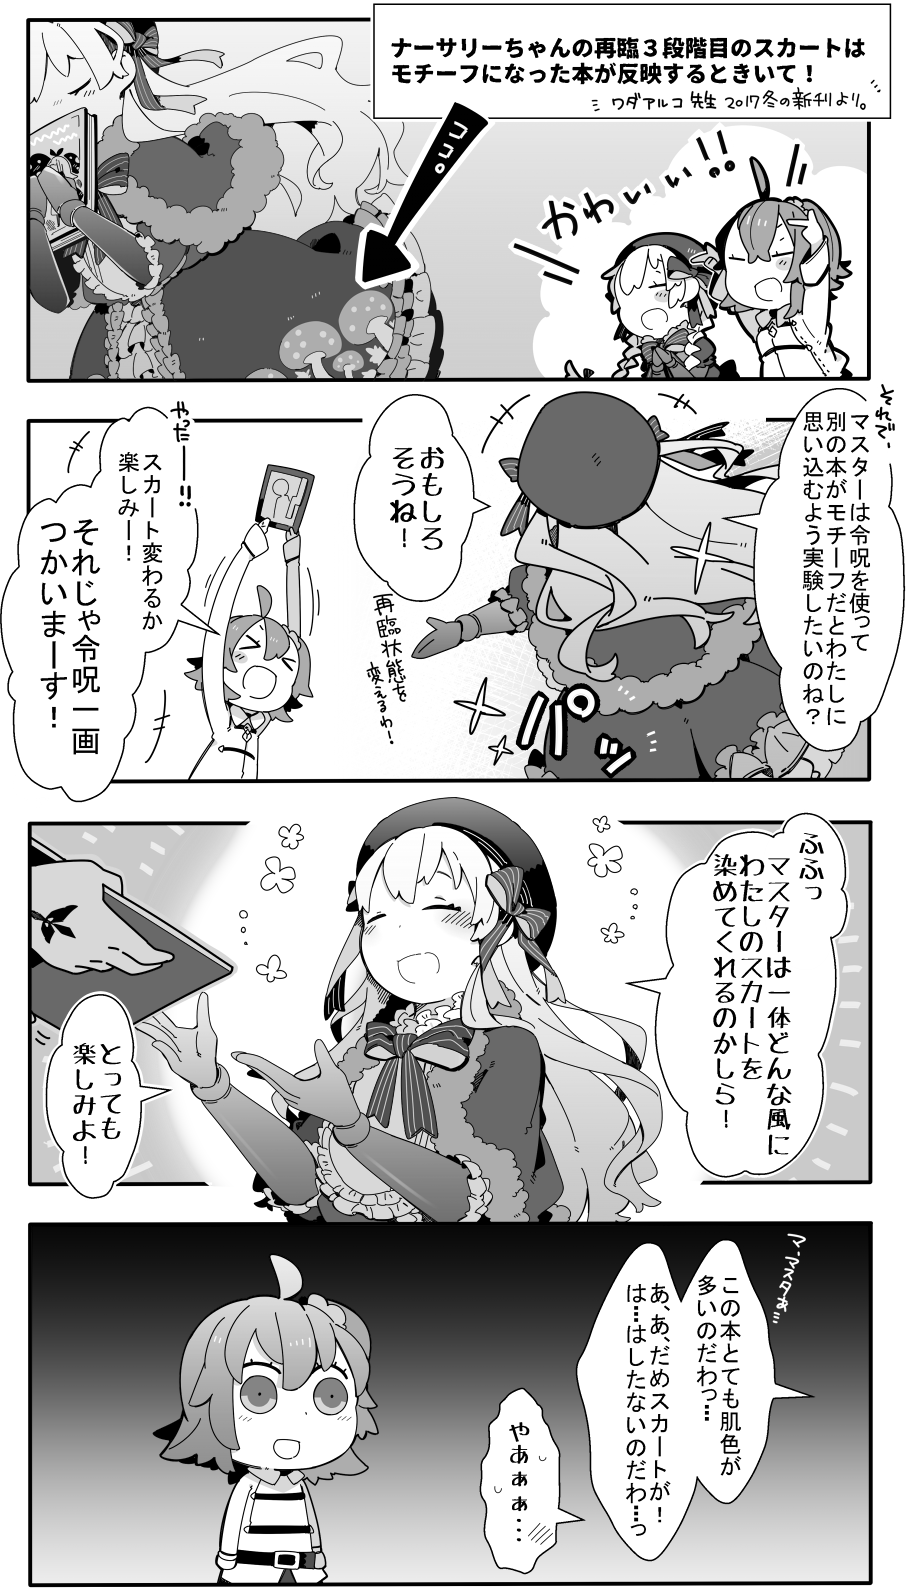 ナーサリーちゃんの再臨３段階目のスカートは
モチーフになった本が反映するときいて！
ワダアルコ先生 2017冬の新刊より。
ココ。
かわいぃぃ!!
それで、
マスターは令呪を使って
別の本がモチーフだとわたしに
思い込むよう実験したいのね？
おもしろ
そうね！
再臨状態を
変えるわ！
パッ
やったーー!!
スカート変わるか
楽しみー！
それじゃ令呪一画
つかいまーす！
ふふっ
マスターは一体どんな風に
わたしのスカートを
染めてくれるのかしら！
とっても
楽しみよ！
マ、マスタぁ…
この本とても肌色が
多いのだわっ…
あ、あ、だめスカートが！
は…はしたないのだわ…っ
やあぁぁ…